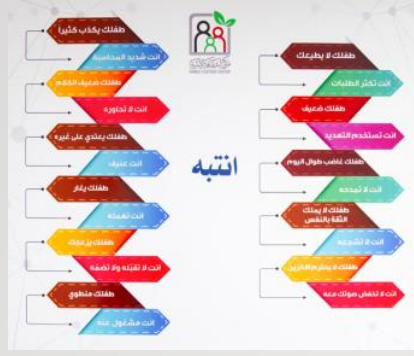 انتبه
طفلك لا يطيعك
انت تكثر الطلبات
طفلك ضعيف
انت تستخدم التهديد
طفلك غاضب طوال اليوم
انت لا تمدحه
طفلك لا يملك
الثقة بالنفس
انت لا تشجعه
طفلك لا يحترم الآخرين
انت لا تخفض صوتك معه
طفلك يكذب كثيرا
انت شديد المحاسبة
طفلك ضعيف الكلام
انت لا تحاوره
طفلك يعتدي على غيره
انت عنيف
طفلك يغار
انت تهمله
طفلك يزعجك
انت لا تقبله ولا تضمه
طفلك منطوي
انت مشغول عنه